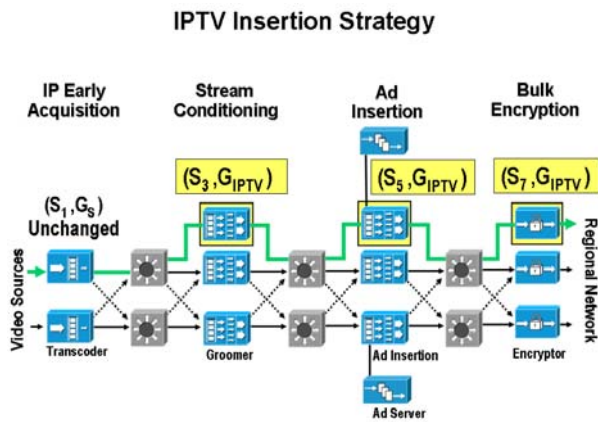 IPTV Insertion Strategy
IP Early
Acquisition
Stream
Conditioning
Ad
Insertion
Bulk
Encryption
(S1,GS)
Unchanged
(S3,GIPTV)
(S5,GIPTV)
(S7,GIPTV)
Video Sources
Regional Network
Transcoder
Groomer
Ad Insertion
Encryptor
Ad Server